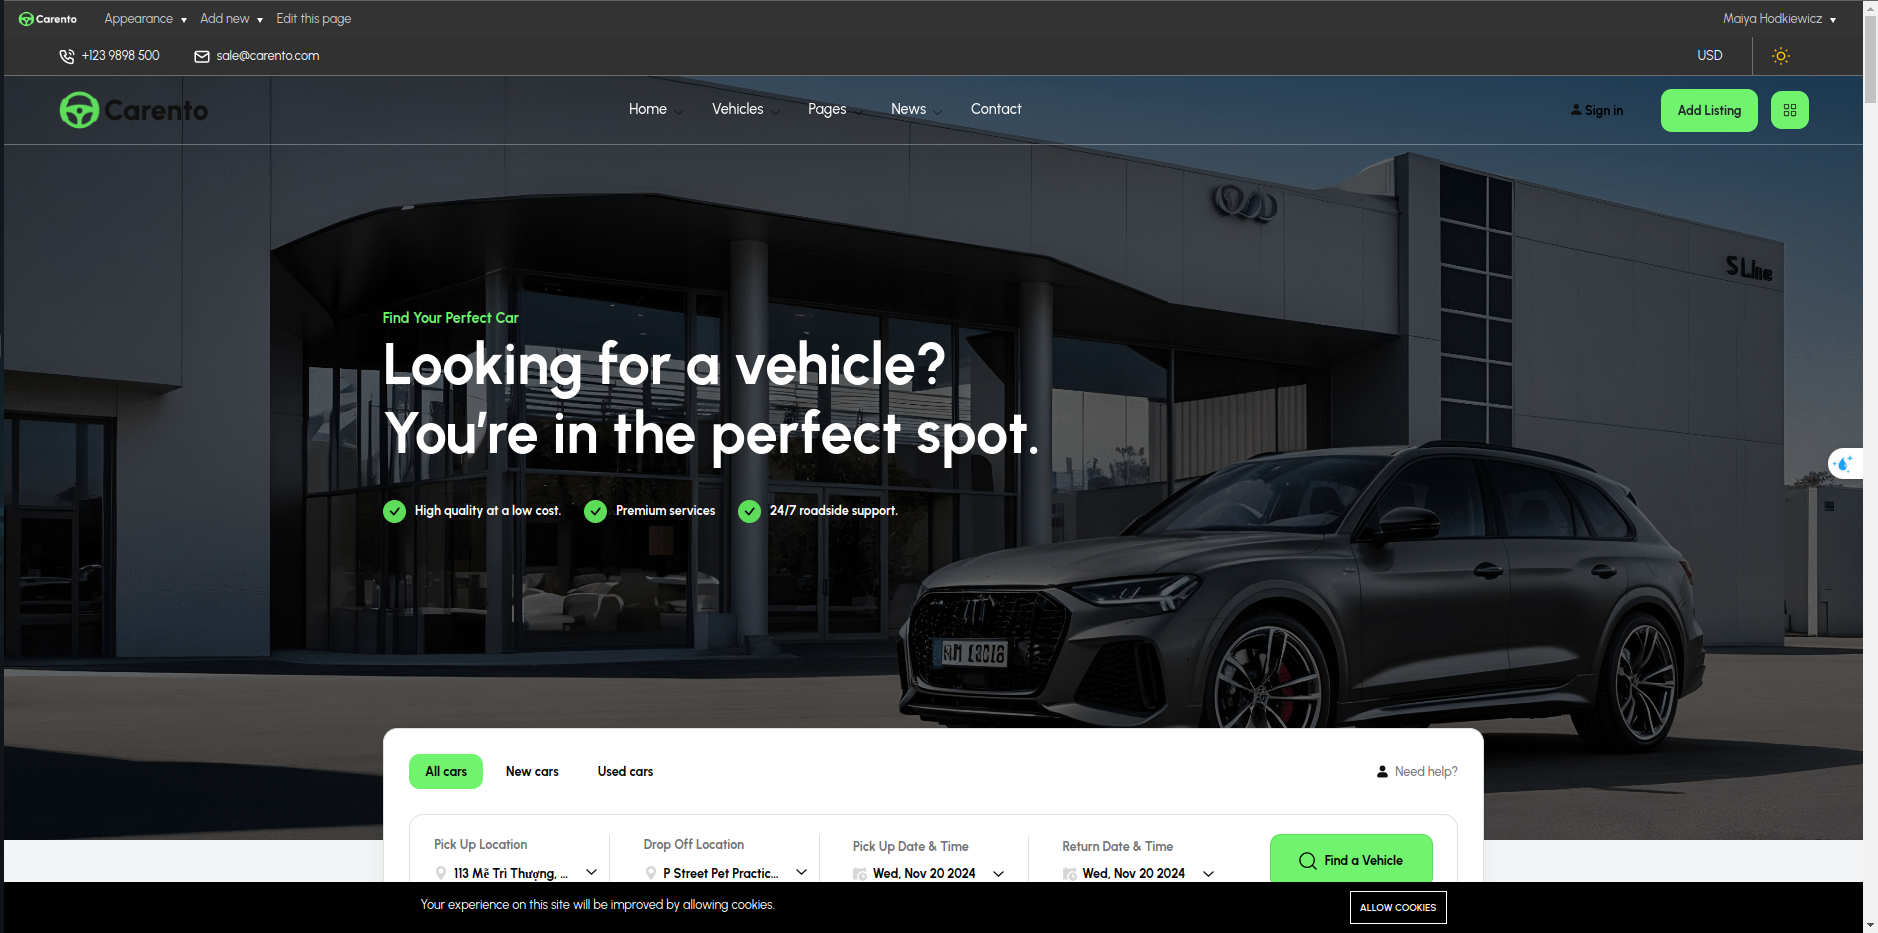 Carento Appearance Add new Edit this page Maiya Hodkiewicz
+123 9898 500 sale@carento.com USD
Carento Home Vehicles Pages News Contact Sign in Add Listing
S Line
Find Your Perfect Car
Looking for a vehicle?
You're in the perfect spot.
High quality at a low cost. Premium services 24/7 roadside support.
All cars New cars Used cars Need help?
Pick Up Location Drop Off Location Pick Up Date & Time Return Date & Time
113 Mễ Trì Thượng, ... P Street Pet Practic... Wed, Nov 20 2024 Wed, Nov 20 2024 Find a Vehicle
Your experience on this site will be improved by allowing cookies. ALLOW COOKIES